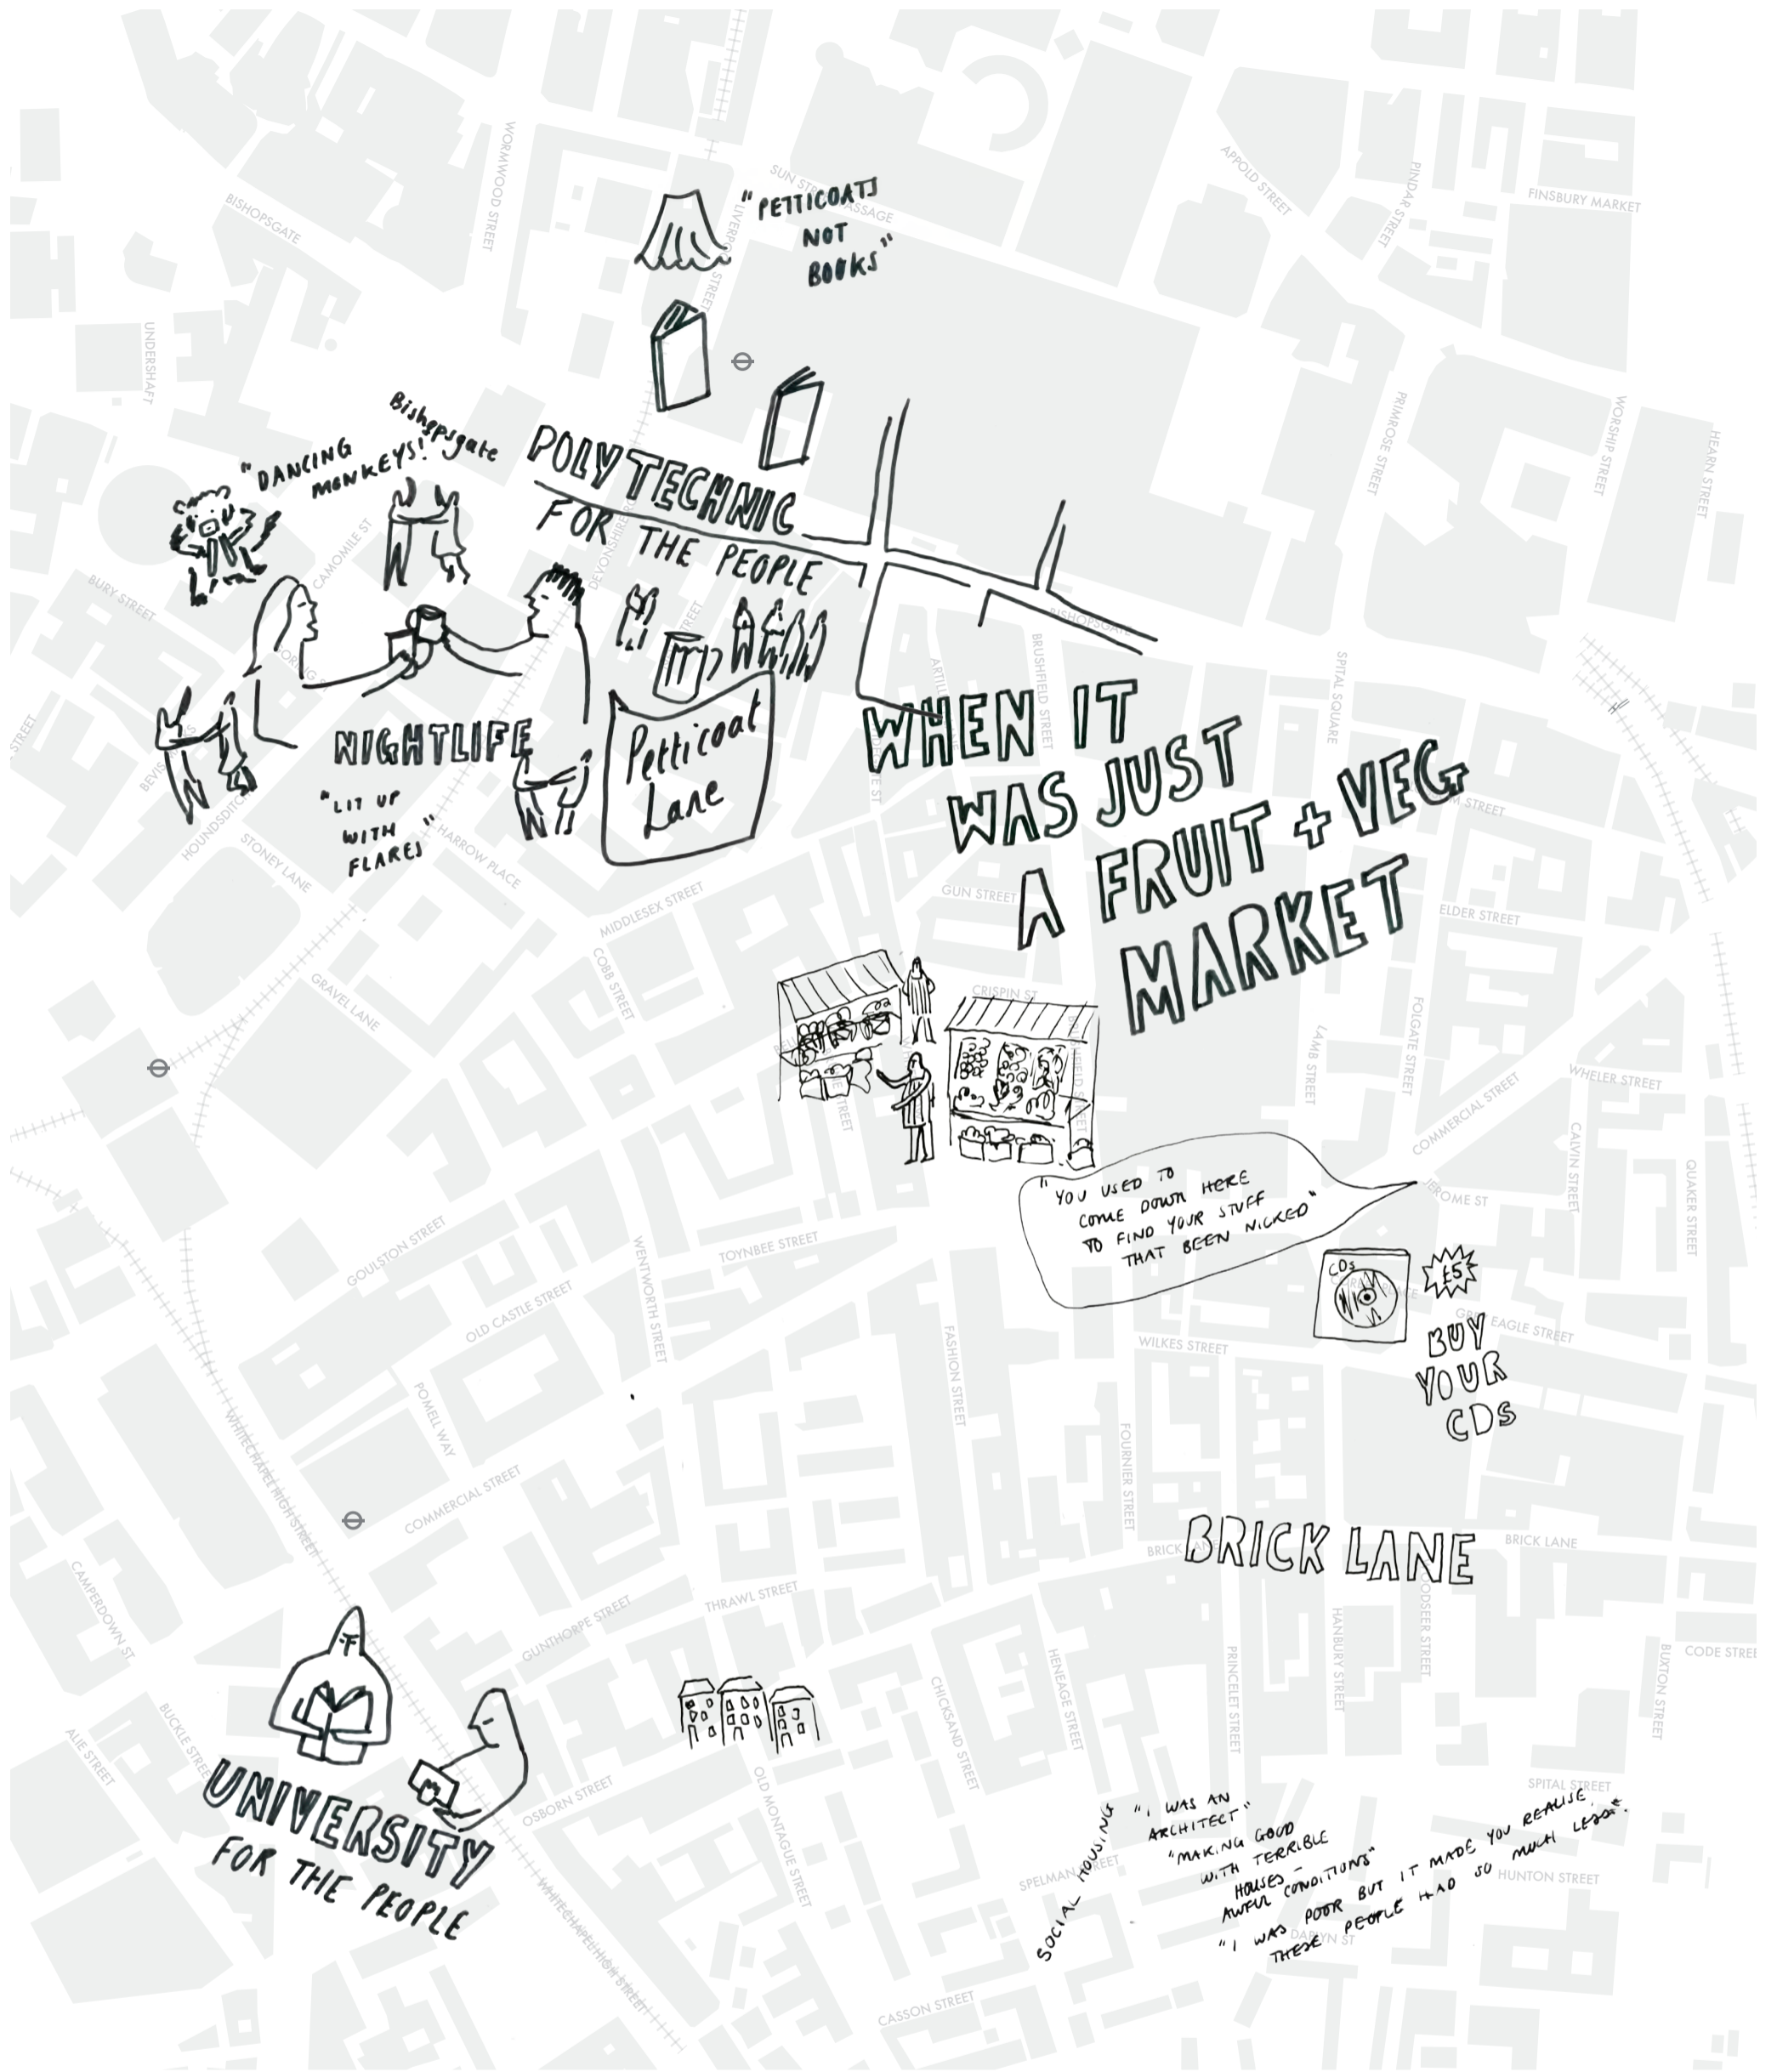 WORMWOOD STREET
BISHOPSGATE
SUN STREET PASSAGE
APPOLD STREET
PINDAR STREET
FINSBURY MARKET
"PETTICOATS
NOT
BOOKS"
UNDERSHAFT
PRIMROSE STREET
WORSHIP STREET
HEARN STREET
Bishopsgate
"DANCING
MONKEYS!
POLYTECHNIC
FOR THE PEOPLE
CAMOMILE ST
BURY STREET
BISHOPSGATE
BRUSHFIELD STREET
SPITAL SQUARE
NIGHTLIFE
"LIT UP
WITH
FLARES"
Petticoat
Lane
WHEN IT
WAS JUST
A FRUIT + VEG
MARKET
HOUNDSDITCH
STONEY LANE
HARROW PLACE
MIDDLESEX STREET
GUN STREET
ELDER STREET
COBB STREET
GRAVEL LANE
CRISPIN ST
LAMB STREET
FOLGATE STREET
COMMERCIAL STREET
WHELER STREET
CALVIN STREET
QUAKER STREET
JEROME ST
"YOU USED TO
COME DOWN HERE
TO FIND YOUR STUFF
THAT BEEN NICKED"
GOULSTON STREET
WENTWORTH STREET
TOYNBEE STREET
OLD CASTLE STREET
CDs
£5
BUY
YOUR
CDS
EAGLE STREET
WILKES STREET
FASHION STREET
POMELL WAY
WHITECHAPEL HIGH STREET
COMMERCIAL STREET
FOURNIER STREET
BRICK LANE
BRICK LANE
BRICK LANE
CAMPERDOWN ST
GUNTHORPE STREET
THRAWL STREET
HENEAGE STREET
CHICKSAND STREET
PRINCELET STREET
HANBURY STREET
BUXTON STREET
CODE STREE
ALIE STREET
BUCKLE STREET
OSBORN STREET
OLD MONTAGUE STREET
UNIVERSITY
FOR THE PEOPLE
WHITECHAPEL HIGH STREET
SPITAL STREET
SPELMAN STREET
HUNTON STREET
CASSON STREET
SOCIAL HOUSING
"I WAS AN
ARCHITECT"
"MAKING GOOD
WITH TERRIBLE
HOUSES –
AWFUL CONDITIONS"
"I WAS POOR BUT IT MADE YOU REALISE
THESE PEOPLE HAD SO MUCH LESS".